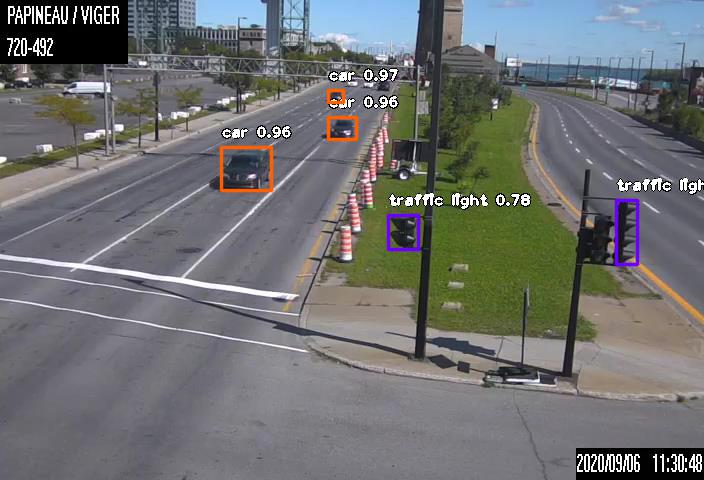 PAPINEAU / VIGER
720-492
car 0.97
car 0.96
car 0.96
traffic light 0.78
traffic
2020/09/06 11:30:48